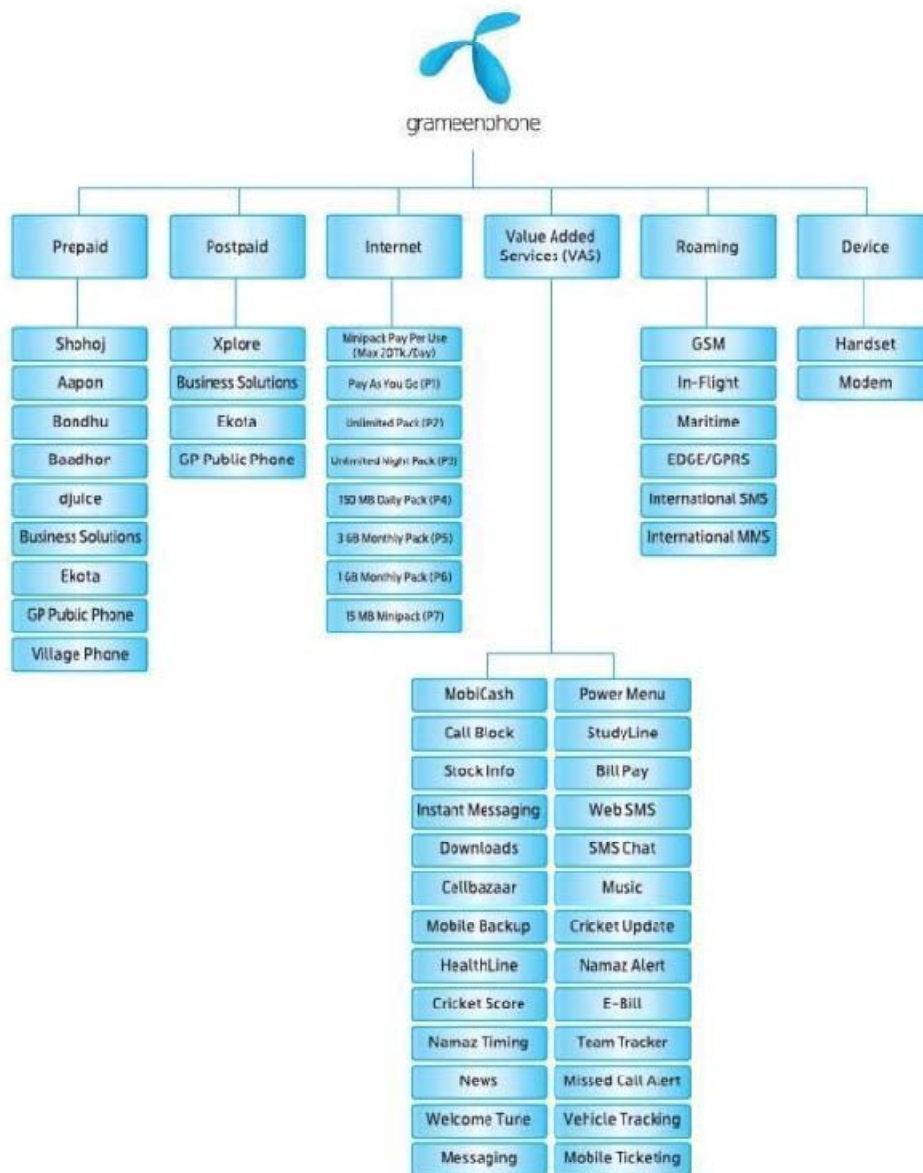 grameenphone
Prepaid
Postpaid
Internet
Value Added
Services (VAS)
Roaming
Device
Shohoj
Aapon
Bondhu
Baadhon
djuice
Business Solutions
Ekota
GP Public Phone
Village Phone
Xplore
Business Solutions
Ekota
GP Public Phone
Minipack Pay Per Use
(Max 20Tk./Day)
Pay As You Go (P1)
Unlimited Pack (P2)
Unlimited Night Pack (P3)
150 MB Daily Pack (P4)
3 GB Monthly Pack (P5)
1 GB Monthly Pack (P6)
15 MB Minipack (P7)
GSM
In-Flight
Maritime
EDGE/GPRS
International SMS
International MMS
Handset
Modem
MobiCash
Call Block
Stock Info
Instant Messaging
Downloads
Cellbazaar
Mobile Backup
HealthLine
Cricket Score
Namaz Timing
News
Welcome Tune
Messaging
Power Menu
StudyLine
Bill Pay
Web SMS
SMS Chat
Music
Cricket Update
Namaz Alert
E-Bill
Team Tracker
Missed Call Alert
Vehicle Tracking
Mobile Ticketing